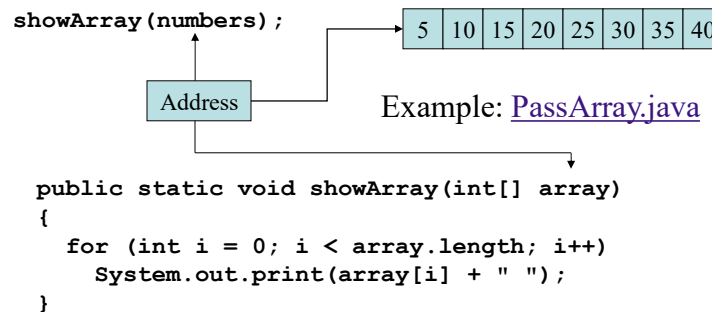 showArray(numbers);
5 10 15 20 25 30 35 40
Address
Example: PassArray.java
public static void showArray(int[] array)
{
for (int i = 0; i < array.length; i++)
System.out.print(array[i] + " ");
}